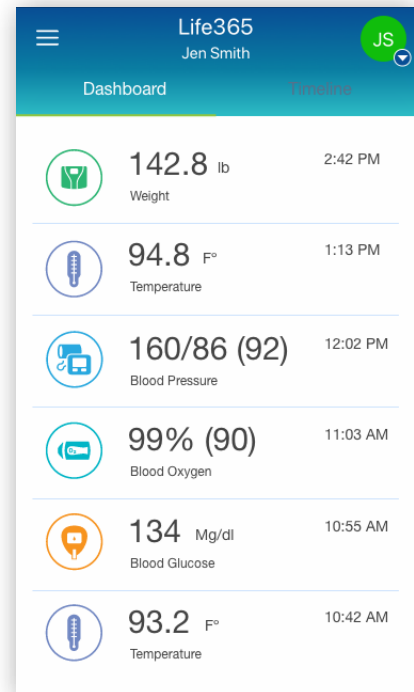 Life365
Jen Smith
JS
Dashboard Timeline
142.8 lb 2:42 PM
Weight
94.8 F° 1:13 PM
Temperature
160/86 (92) 12:02 PM
Blood Pressure
99% (90) 11:03 AM
Blood Oxygen
134 Mg/dl 10:55 AM
Blood Glucose
93.2 F° 10:42 AM
Temperature